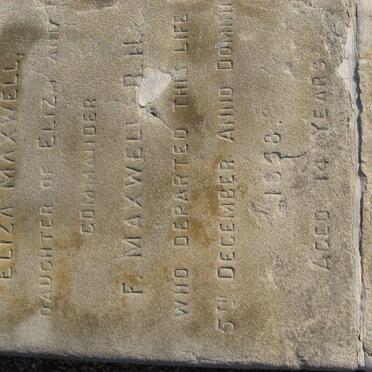 ELIZA MAXWELL,
DAUGHTER OF ELIZ., AND
COMMANDER
F. MAXWELL R.N.
WHO DEPARTED THIS LIFE
5TH DECEMBER ANNO DOMINI
1838.
AGED 14 YEARS